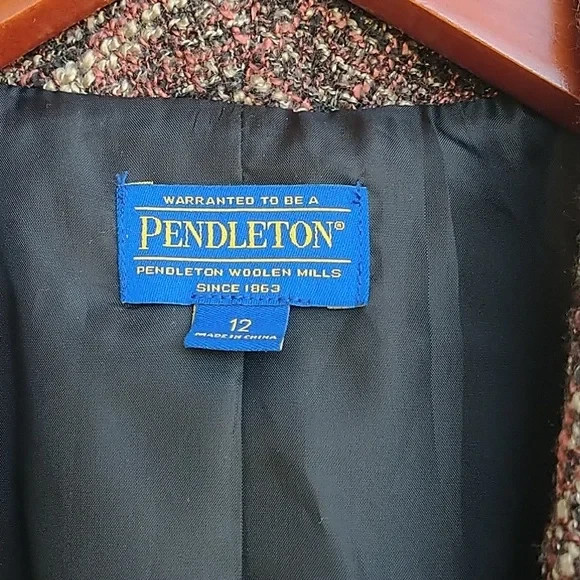 WARRANTED TO BE A
PENDLETON®
PENDLETON WOOLEN MILLS
SINCE 1863
12
MADE IN CHINA